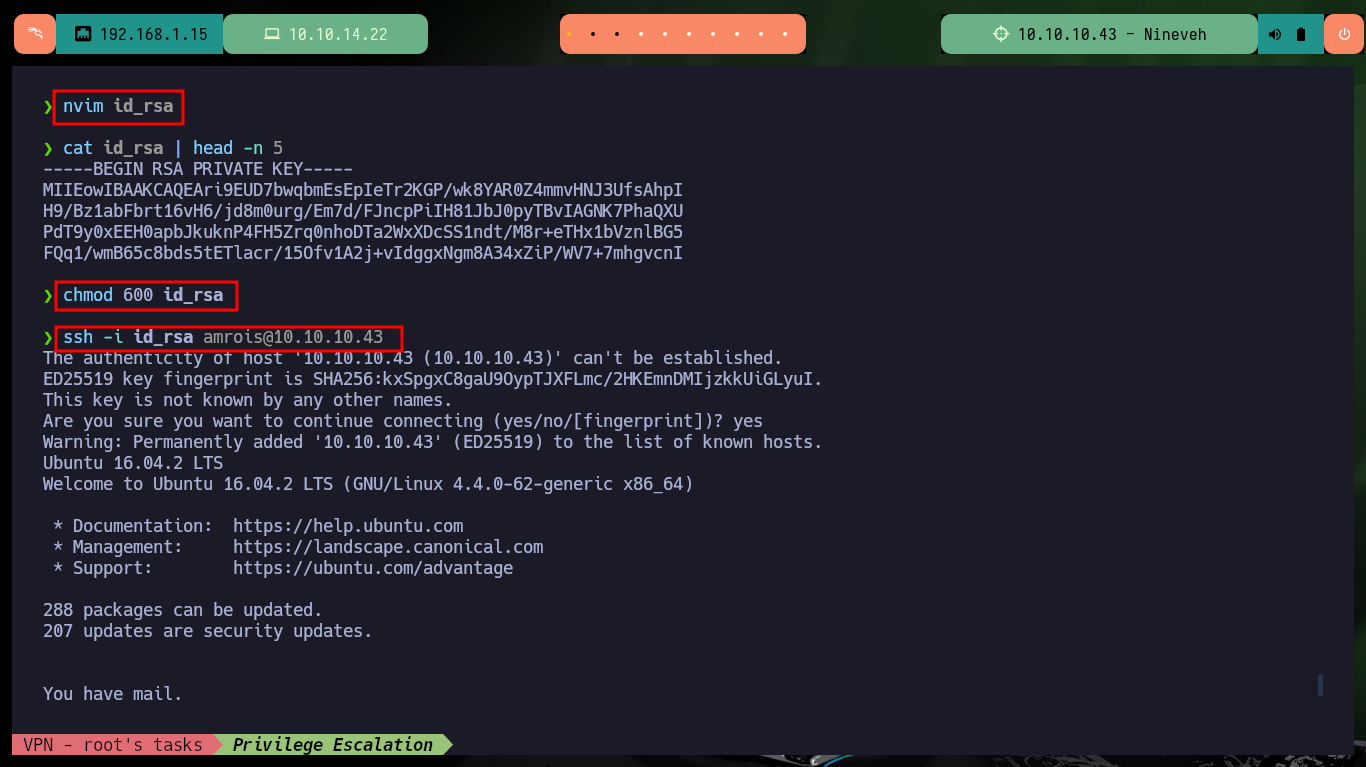 192.168.1.15
10.10.14.22
10.10.10.43 - Nineveh
❯ nvim id_rsa
❯ cat id_rsa | head -n 5
-----BEGIN RSA PRIVATE KEY-----
MIIEowIBAAKCAQEAri9EUD7bwqbmEsEpIeTr2KGP/wk8YAR0Z4mmvHNJ3UfsAhpI
H9/Bz1abFbrt16vH6/jd8m0urg/Em7d/FJncpPiIH81JbJ0pyTBvIAGNK7PhaQXU
PdT9y0xEEH0apbJkuknP4FH5Zrq0nhoDTa2WxXDcSS1ndt/M8r+eTHx1bVznlBG5
FQq1/wmB65c8bds5tETlacr/15Ofv1A2j+vIdggxNgm8A34xZiP/WV7+7mhgvcnI
❯ chmod 600 id_rsa
❯ ssh -i id_rsa amrois@10.10.10.43
The authenticity of host '10.10.10.43 (10.10.10.43)' can't be established.
ED25519 key fingerprint is SHA256:kxSpgxC8gaU9OypTJXFLmc/2HKEmnDMIjzkkUiGLyuI.
This key is not known by any other names.
Are you sure you want to continue connecting (yes/no/[fingerprint])? yes
Warning: Permanently added '10.10.10.43' (ED25519) to the list of known hosts.
Ubuntu 16.04.2 LTS
Welcome to Ubuntu 16.04.2 LTS (GNU/Linux 4.4.0-62-generic x86_64)
* Documentation:  https://help.ubuntu.com
* Management:     https://landscape.canonical.com
* Support:        https://ubuntu.com/advantage
288 packages can be updated.
207 updates are security updates.
You have mail.
VPN - root's tasks
Privilege Escalation